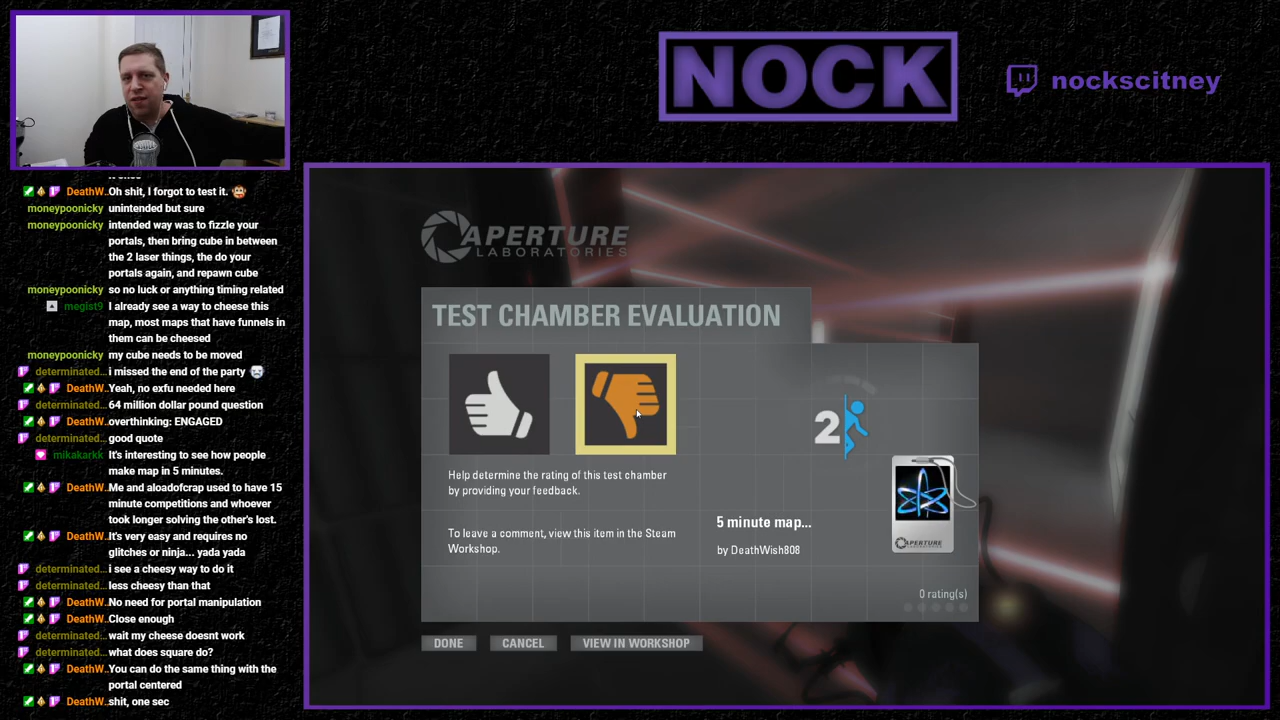 NOCK
nockscitney
DeathW... Oh shit, I forgot to test it.
moneypoonicky unintended but sure
moneypoonicky intended way was to fizzle your
portals, then bring cube in between
the 2 laser things, the do your
portals again, and repawn cube
moneypoonicky so no luck or anything timing related
megist9 I already see a way to cheese this
map, most maps that have funnels in
them can be cheesed
moneypoonicky my cube needs to be moved
determined... i missed the end of the party
DeathW... Yeah, no exfu needed here
determined... 64 million dollar pound question
DeathW... overthinking: ENGAGED
determined... good quote
mikakarkk It's interesting to see how people
make map in 5 minutes.
DeathW... Me and aloadofcrap used to have 15
minute competitions and whoever
took longer solving the other's lost.
DeathW... It's very easy and requires no
glitches or ninja... yada yada
determined... i see a cheesy way to do it
determined... less cheesy than that
DeathW... No need for portal manipulation
DeathW... Close enough
determined... wait my cheese doesnt work
determined... what does square do?
DeathW... You can do the same thing with the
portal centered
DeathW... shit, one sec
APERTURE
LABORATORIES
TEST CHAMBER EVALUATION
Help determine the rating of this test chamber
by providing your feedback.
To leave a comment, view this item in the Steam
Workshop.
2
5 minute map...
by DeathWish808
APERTURE
0 rating(s)
DONE CANCEL VIEW IN WORKSHOP